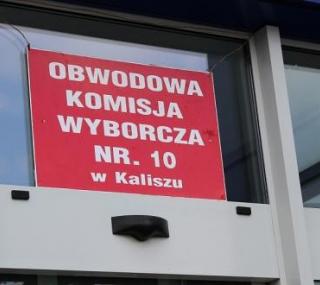 OBWODOWA
KOMISJA
WYBORCZA
NR. 10
w Kaliszu